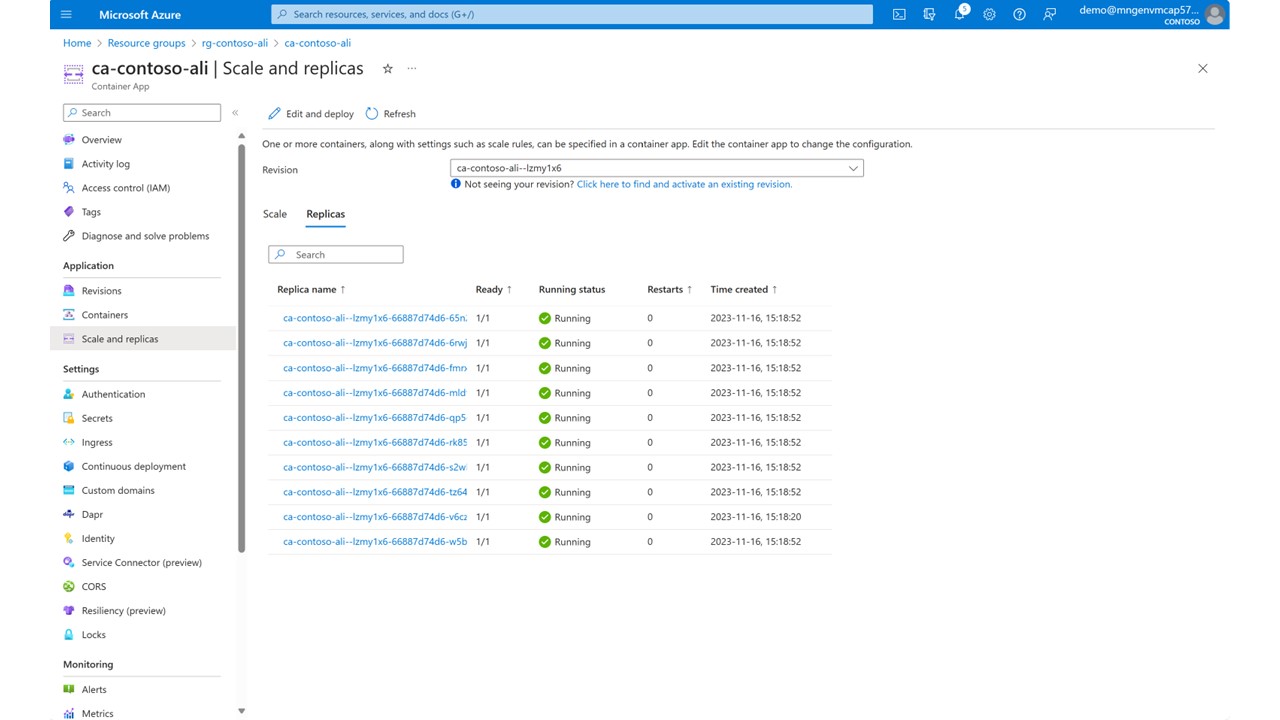 Microsoft Azure
Search resources, services, and docs (G+/)
5
demo@mngenvmcap57...
CONTOSO
Home > Resource groups > rg-contoso-ali > ca-contoso-ali
ca-contoso-ali | Scale and replicas
Container App
Search
Overview
Activity log
Access control (IAM)
Tags
Diagnose and solve problems
Application
Revisions
Containers
Scale and replicas
Settings
Authentication
Secrets
Ingress
Continuous deployment
Custom domains
Dapr
Identity
Service Connector (preview)
CORS
Resiliency (preview)
Locks
Monitoring
Alerts
Metrics
Edit and deploy Refresh
One or more containers, along with settings such as scale rules, can be specified in a container app. Edit the container app to change the configuration.
Revision ca-contoso-ali--lzmy1x6
Not seeing your revision? Click here to find and activate an existing revision.
Scale Replicas
Search
Replica name ↑ Ready ↑ Running status Restarts ↑ Time created ↑
ca-contoso-ali--lzmy1x6-66887d74d6-65n 1/1 Running 0 2023-11-16, 15:18:52
ca-contoso-ali--lzmy1x6-66887d74d6-6rwj 1/1 Running 0 2023-11-16, 15:18:52
ca-contoso-ali--lzmy1x6-66887d74d6-fmr 1/1 Running 0 2023-11-16, 15:18:52
ca-contoso-ali--lzmy1x6-66887d74d6-mld 1/1 Running 0 2023-11-16, 15:18:52
ca-contoso-ali--lzmy1x6-66887d74d6-qp5 1/1 Running 0 2023-11-16, 15:18:52
ca-contoso-ali--lzmy1x6-66887d74d6-rk85 1/1 Running 0 2023-11-16, 15:18:52
ca-contoso-ali--lzmy1x6-66887d74d6-s2w 1/1 Running 0 2023-11-16, 15:18:52
ca-contoso-ali--lzmy1x6-66887d74d6-tz64 1/1 Running 0 2023-11-16, 15:18:52
ca-contoso-ali--lzmy1x6-66887d74d6-v6c 1/1 Running 0 2023-11-16, 15:18:20
ca-contoso-ali--lzmy1x6-66887d74d6-w5b 1/1 Running 0 2023-11-16, 15:18:52